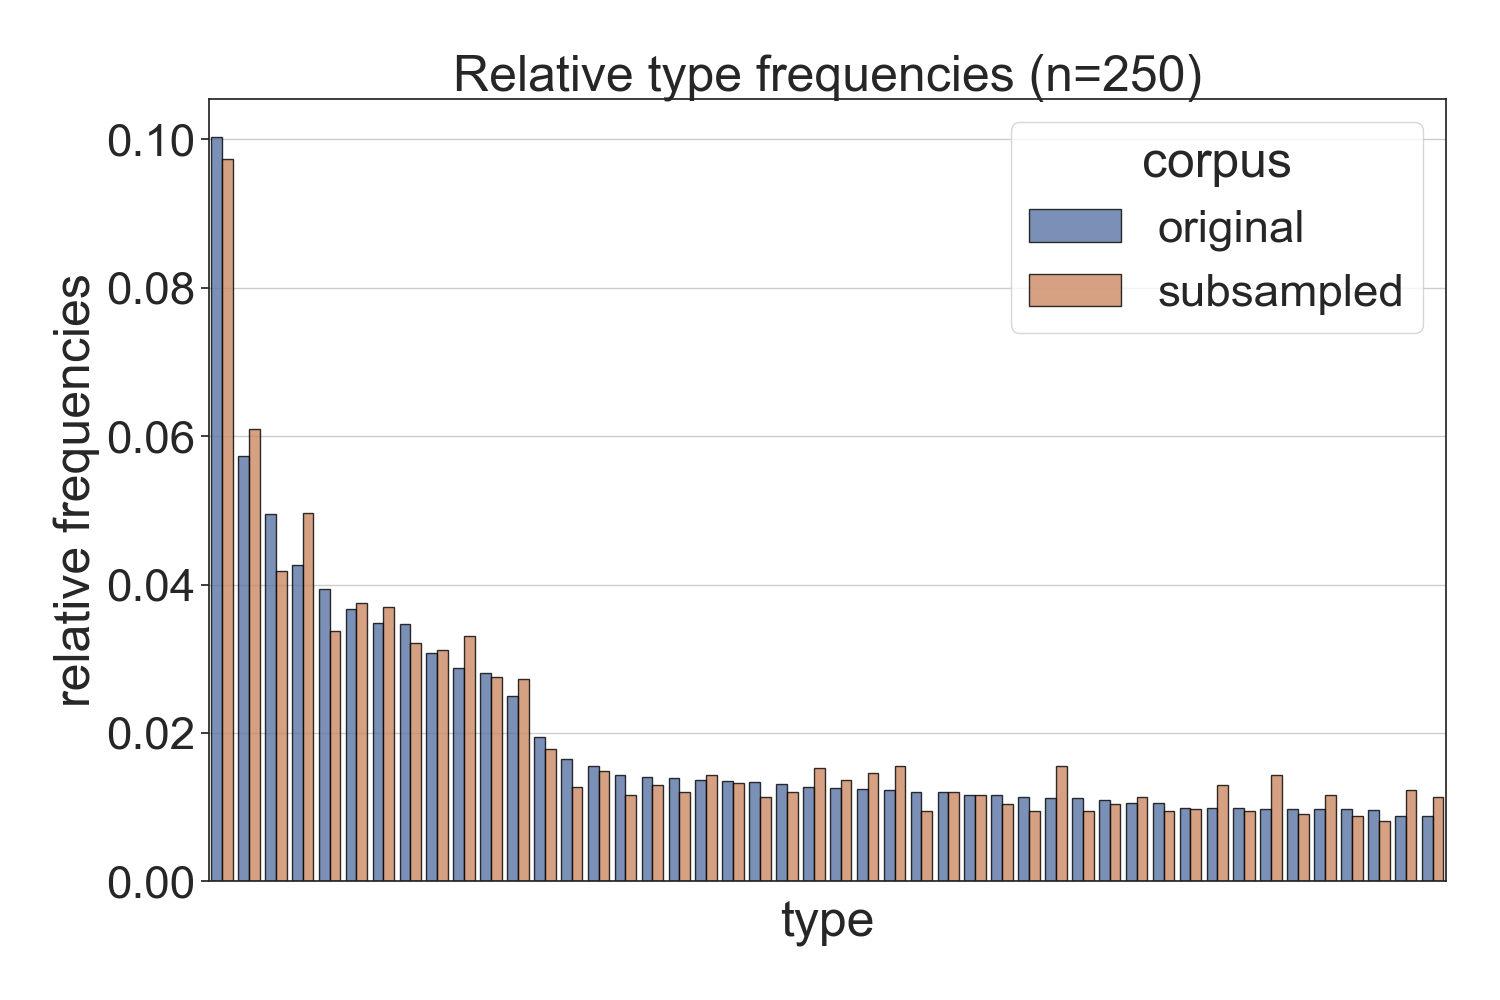 Relative type frequencies (n=250)
corpus
original
subsampled
relative frequencies
0.10
0.08
0.06
0.04
0.02
0.00
type